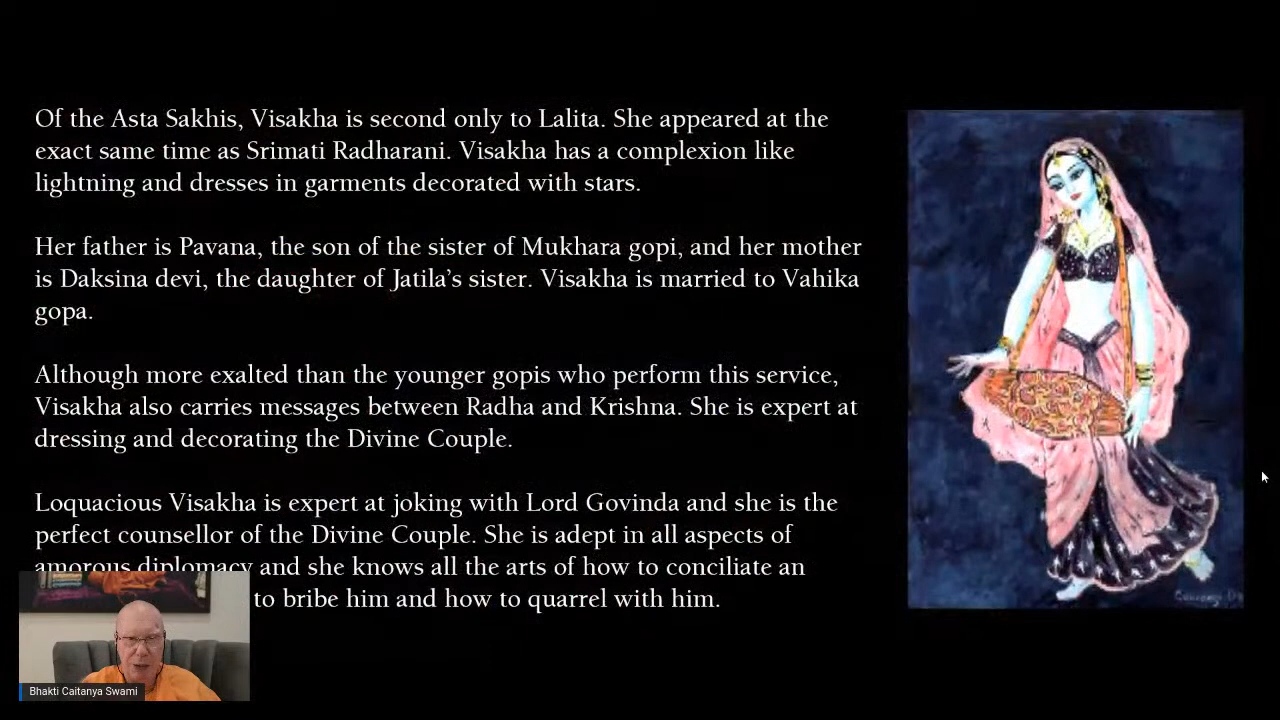 Of the Asta Sakhis, Visakha is second only to Lalita. She appeared at the
exact same time as Srimati Radharani. Visakha has a complexion like
lightning and dresses in garments decorated with stars.
Her father is Pavana, the son of the sister of Mukhara gopi, and her mother
is Daksina devi, the daughter of Jatila’s sister. Visakha is married to Vahika
gopa.
Although more exalted than the younger gopis who perform this service,
Visakha also carries messages between Radha and Krishna. She is expert at
dressing and decorating the Divine Couple.
Loquacious Visakha is expert at joking with Lord Govinda and she is the
perfect counsellor of the Divine Couple. She is adept in all aspects of
amorous diplomacy and she knows all the arts of how to conciliate an
to bribe him and how to quarrel with him.
Bhakti Caitanya Swami